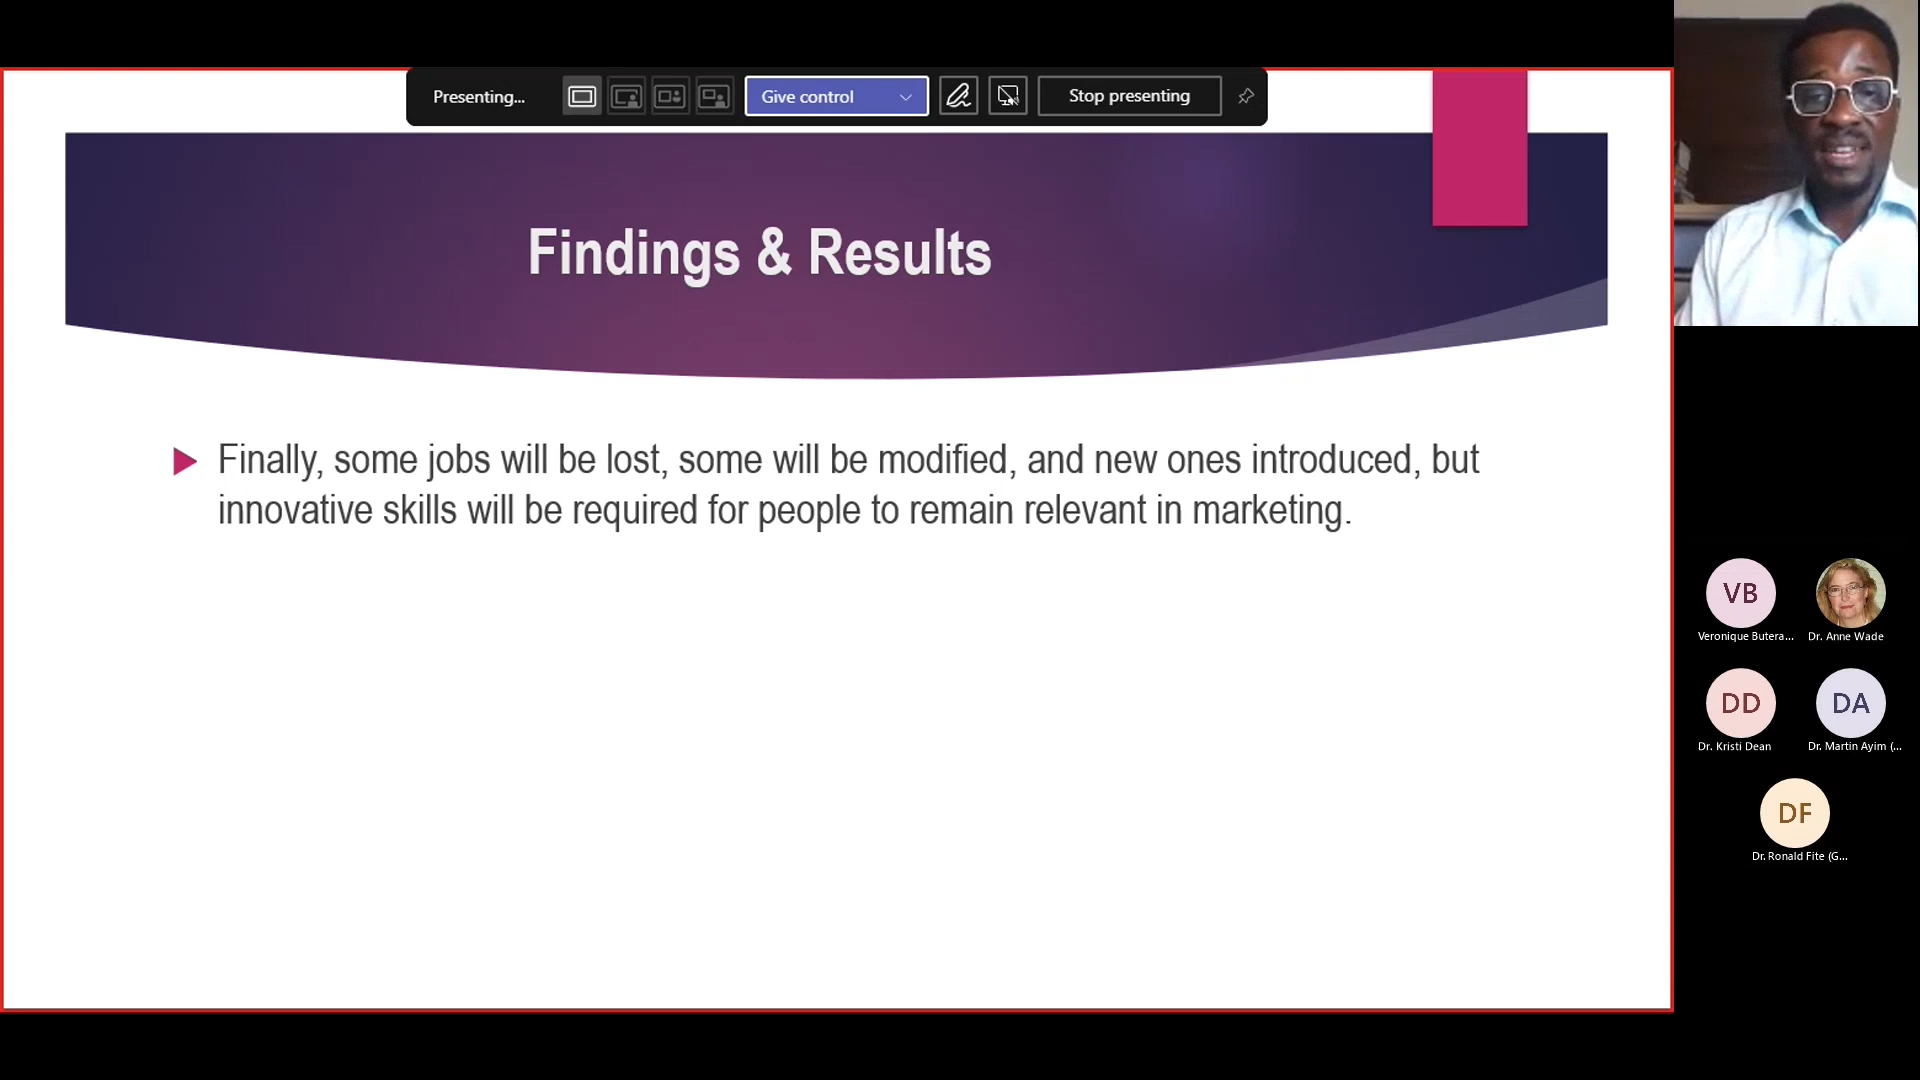 Presenting...
Give control
Stop presenting
Findings & Results
Finally, some jobs will be lost, some will be modified, and new ones introduced, but
innovative skills will be required for people to remain relevant in marketing.
VB
Veronique Butera...
Dr. Anne Wade
DD
DA
Dr. Kristi Dean
Dr. Martin Ayim (...
DF
Dr. Ronald Fite (G...